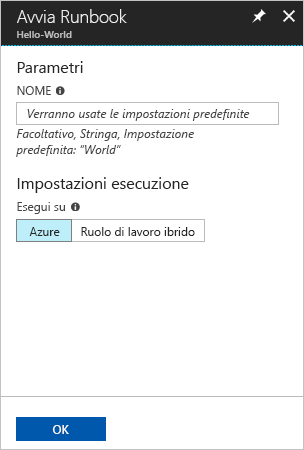 Avvia Runbook
Hello-World
Parametri
NOME
Verranno usate le impostazioni predefinite
Facoltativo, Stringa, Impostazione
predefinita: "World"
Impostazioni esecuzione
Esegui su
Azure Ruolo di lavoro ibrido
OK